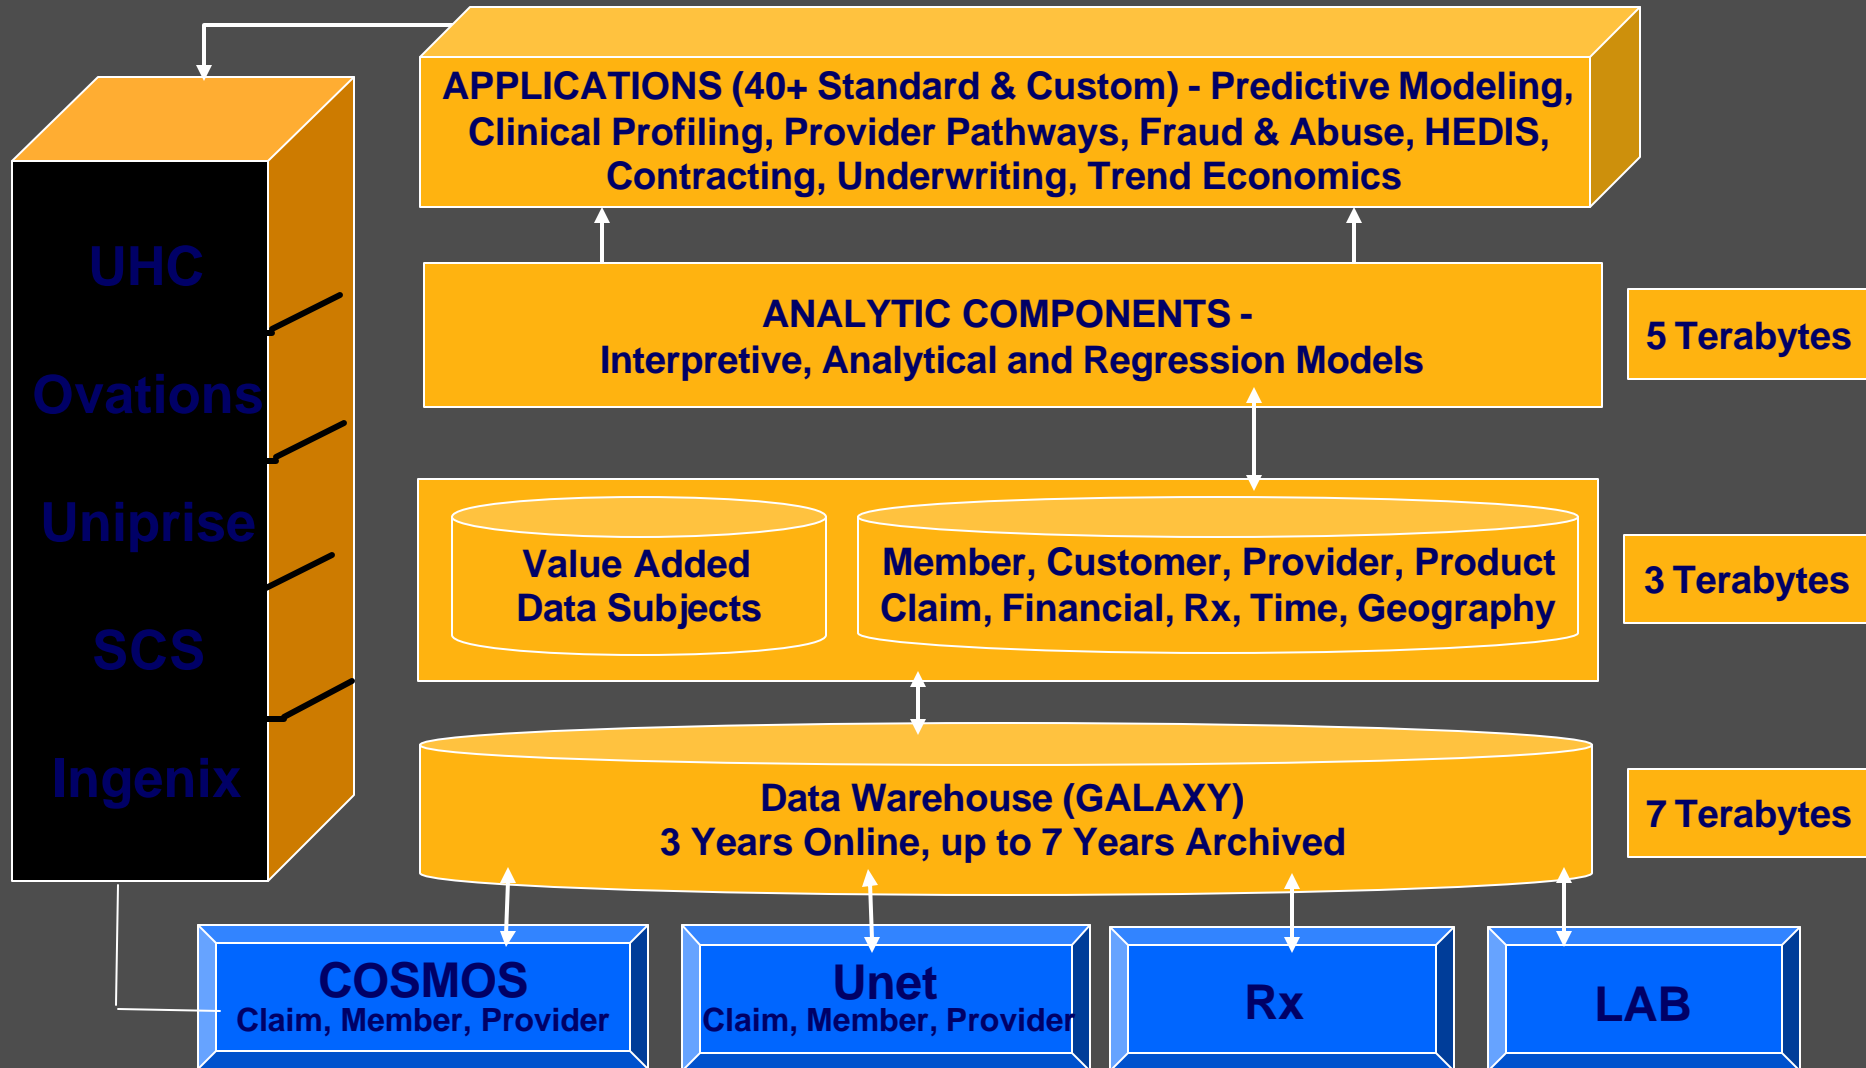 APPLICATIONS (40+ Standard & Custom) - Predictive Modeling,
Clinical Profiling, Provider Pathways, Fraud & Abuse, HEDIS,
Contracting, Underwriting, Trend Economics
UHC
Ovations
Uniprise
SCS
Ingenix
ANALYTIC COMPONENTS -
Interpretive, Analytical and Regression Models
5 Terabytes
Value Added
Data Subjects
Member, Customer, Provider, Product
Claim, Financial, Rx, Time, Geography
3 Terabytes
Data Warehouse (GALAXY)
3 Years Online, up to 7 Years Archived
7 Terabytes
COSMOS
Claim, Member, Provider
Unet
Claim, Member, Provider
Rx
LAB